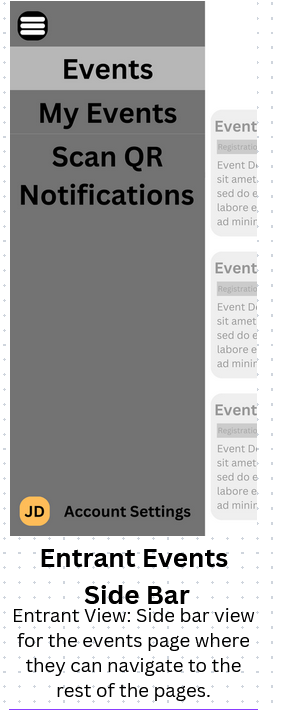 Events
My Events
Scan QR
Notifications
Event
Event De
sit amet
sed do e
labore e
ad minir
Event
Event De
sit amet
sed do e
labore e
ad minir
Event
Event De
sit amet
sed do e
labore e
ad minir
JD Account Settings
Entrant Events
Side Bar
Entrant View: Side bar view
for the events page where
they can navigate to the
rest of the pages.